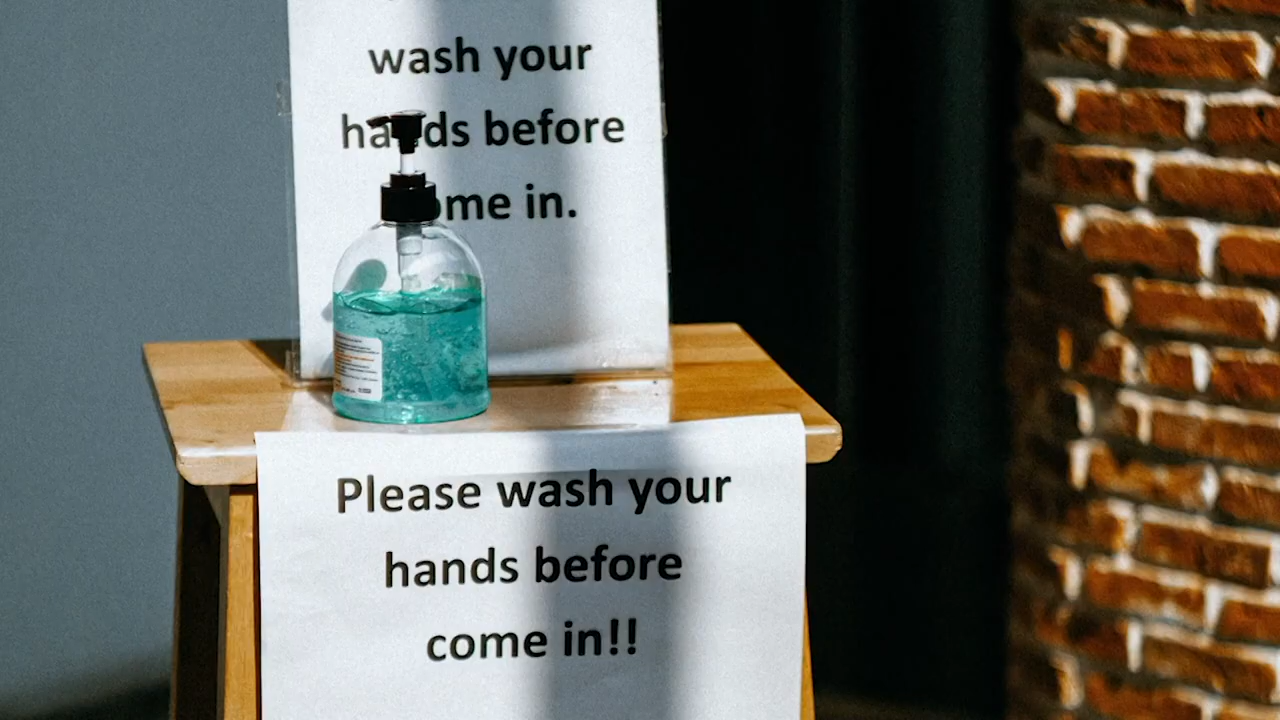 wash your
hands before
come in.
Please wash your
hands before
come in!!